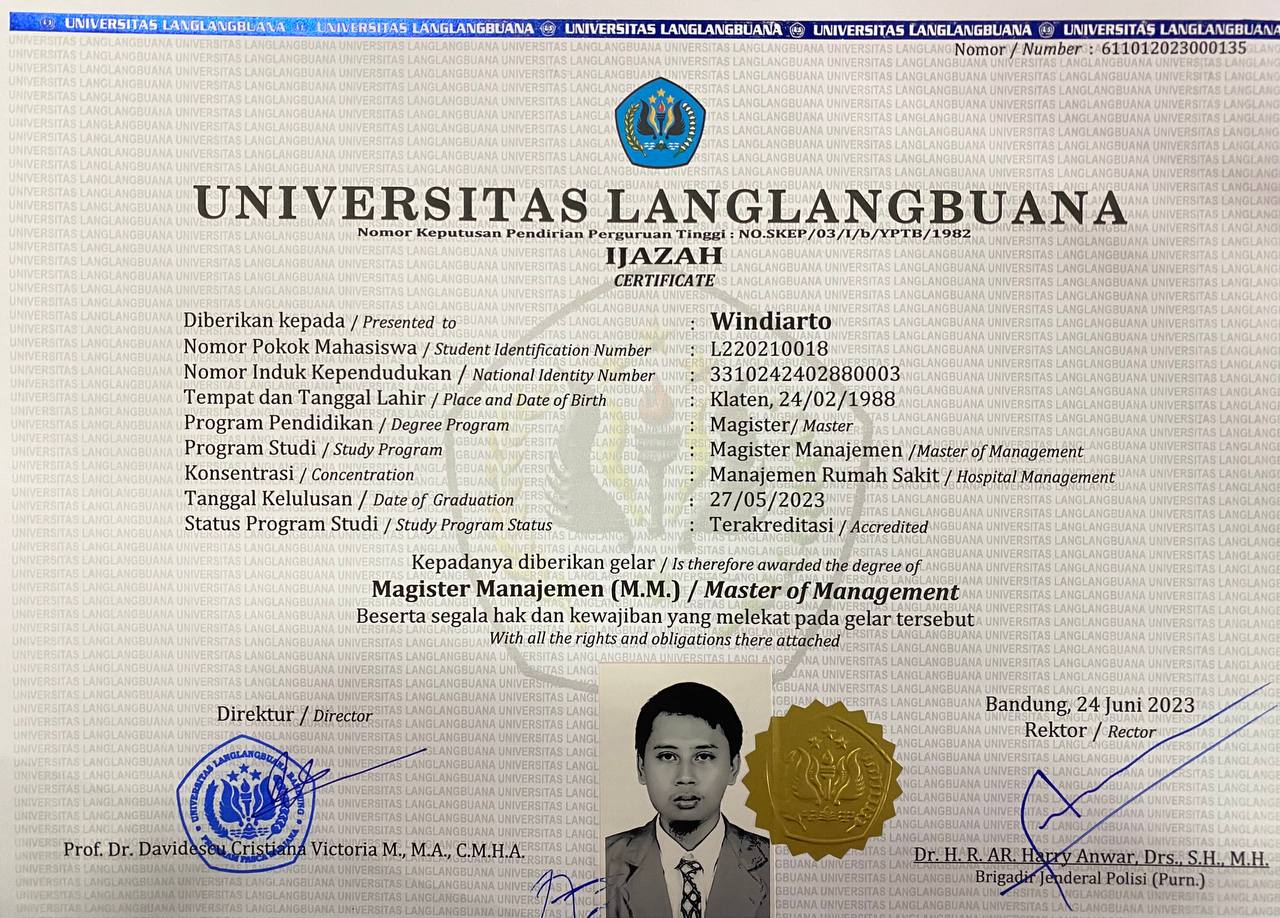 UNIVERSITAS LANGLANGBUANA UNIVERSITAS LANGLANGBUANA UNIVERSITAS LANGLANGBUANA UNIVERSITAS LANGLANGBUANA UNIVERSITAS LANGLANGBUANA
Nomor / Number : 611012023000135
UNIVERSITAS LANGLANGBUANA
Nomor Keputusan Pendirian Perguruan Tinggi : NO.SKEP/03/I/b/YPTB/1982
IJAZAH
CERTIFICATE
Diberikan kepada / Presented to : Windiarto
Nomor Pokok Mahasiswa / Student Identification Number : L220210018
Nomor Induk Kependudukan / National Identity Number : 3310242402880003
Tempat dan Tanggal Lahir / Place and Date of Birth : Klaten, 24/02/1988
Program Pendidikan / Degree Program : Magister/ Master
Program Studi / Study Program : Magister Manajemen /Master of Management
Konsentrasi / Concentration : Manajemen Rumah Sakit / Hospital Management
Tanggal Kelulusan / Date of Graduation : 27/05/2023
Status Program Studi / Study Program Status : Terakreditasi / Accredited
Kepadanya diberikan gelar / Is therefore awarded the degree of
Magister Manajemen (M.M.) / Master of Management
Beserta segala hak dan kewajiban yang melekat pada gelar tersebut
With all the rights and obligations there attached
Direktur / Director
UNIVERSITAS LANGLANGBUANA BANDUNG
PROGRAM PASCA SARJANA
Prof. Dr. Davidescu Cristiana Victoria M., M.A., C.M.H.A.
Bandung, 24 Juni 2023
Rektor / Rector
Dr. H. R. AR. Harry Anwar, Drs., S.H., M.H.
Brigadir Jenderal Polisi (Purn.)